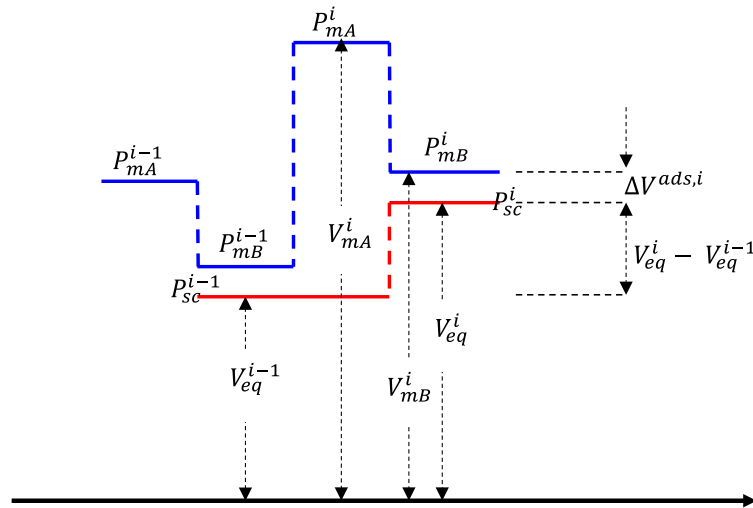 P_{mA}^{i}
P_{mA}^{i-1}
P_{mB}^{i}
ΔV^{ads,i}
P_{sc}^{i}
P_{mB}^{i-1}
V_{mA}^{i}
V_{eq}^{i} − V_{eq}^{i-1}
P_{sc}^{i-1}
V_{eq}^{i}
V_{eq}^{i-1}
V_{mB}^{i}